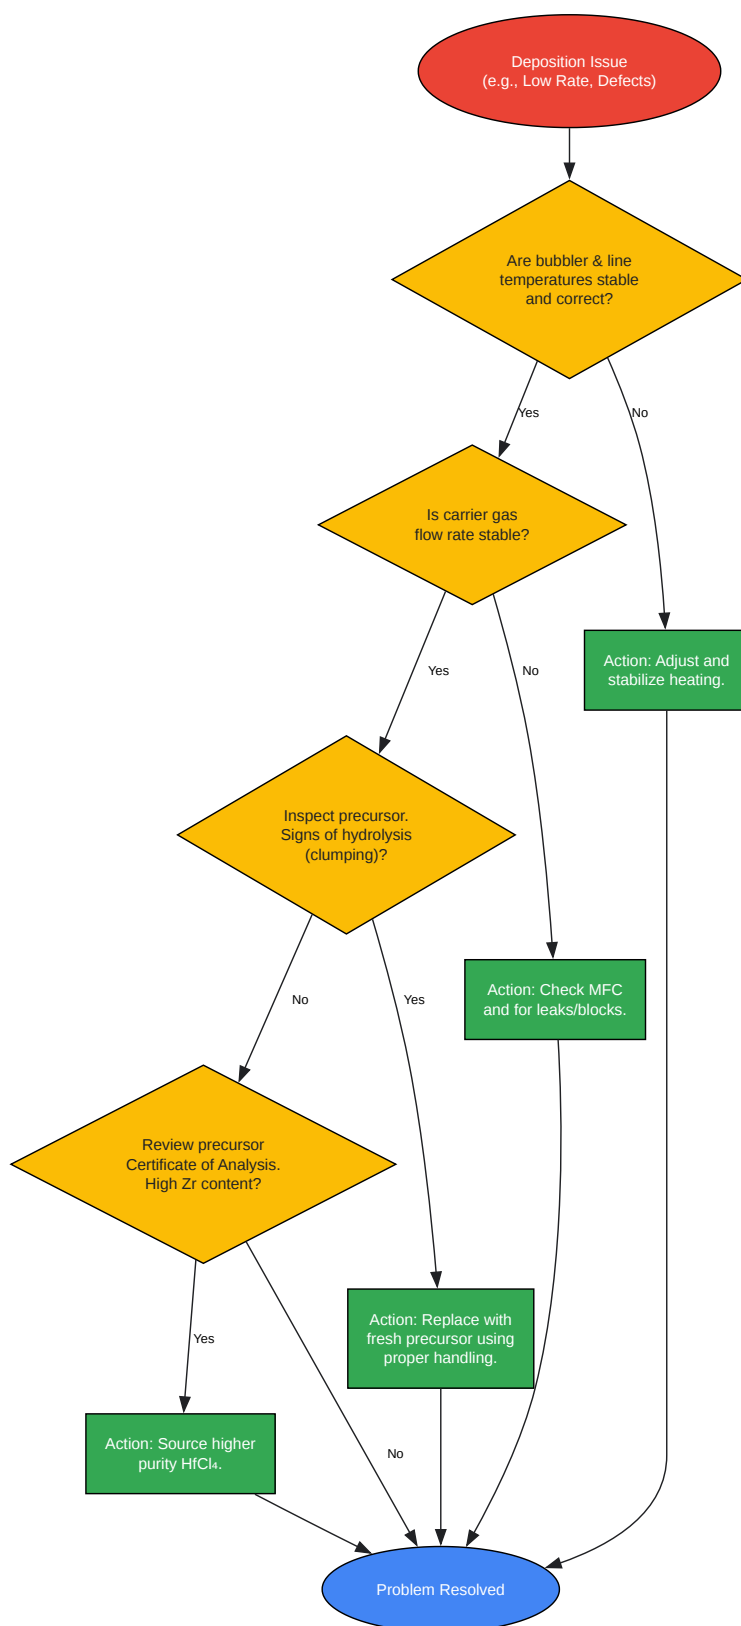 Deposition Issue
(e.g., Low Rate, Defects)
Are bubbler & line
temperatures stable
and correct?
Yes
No
Is carrier gas
flow rate stable?
Action: Adjust and
stabilize heating.
Yes
No
Inspect precursor.
Signs of hydrolysis
(clumping)?
Action: Check MFC
and for leaks/blocks.
No
Yes
Review precursor
Certificate of Analysis.
High Zr content?
Action: Replace with
fresh precursor using
proper handling.
Yes
No
Action: Source higher
purity HfCl₄.
Problem Resolved